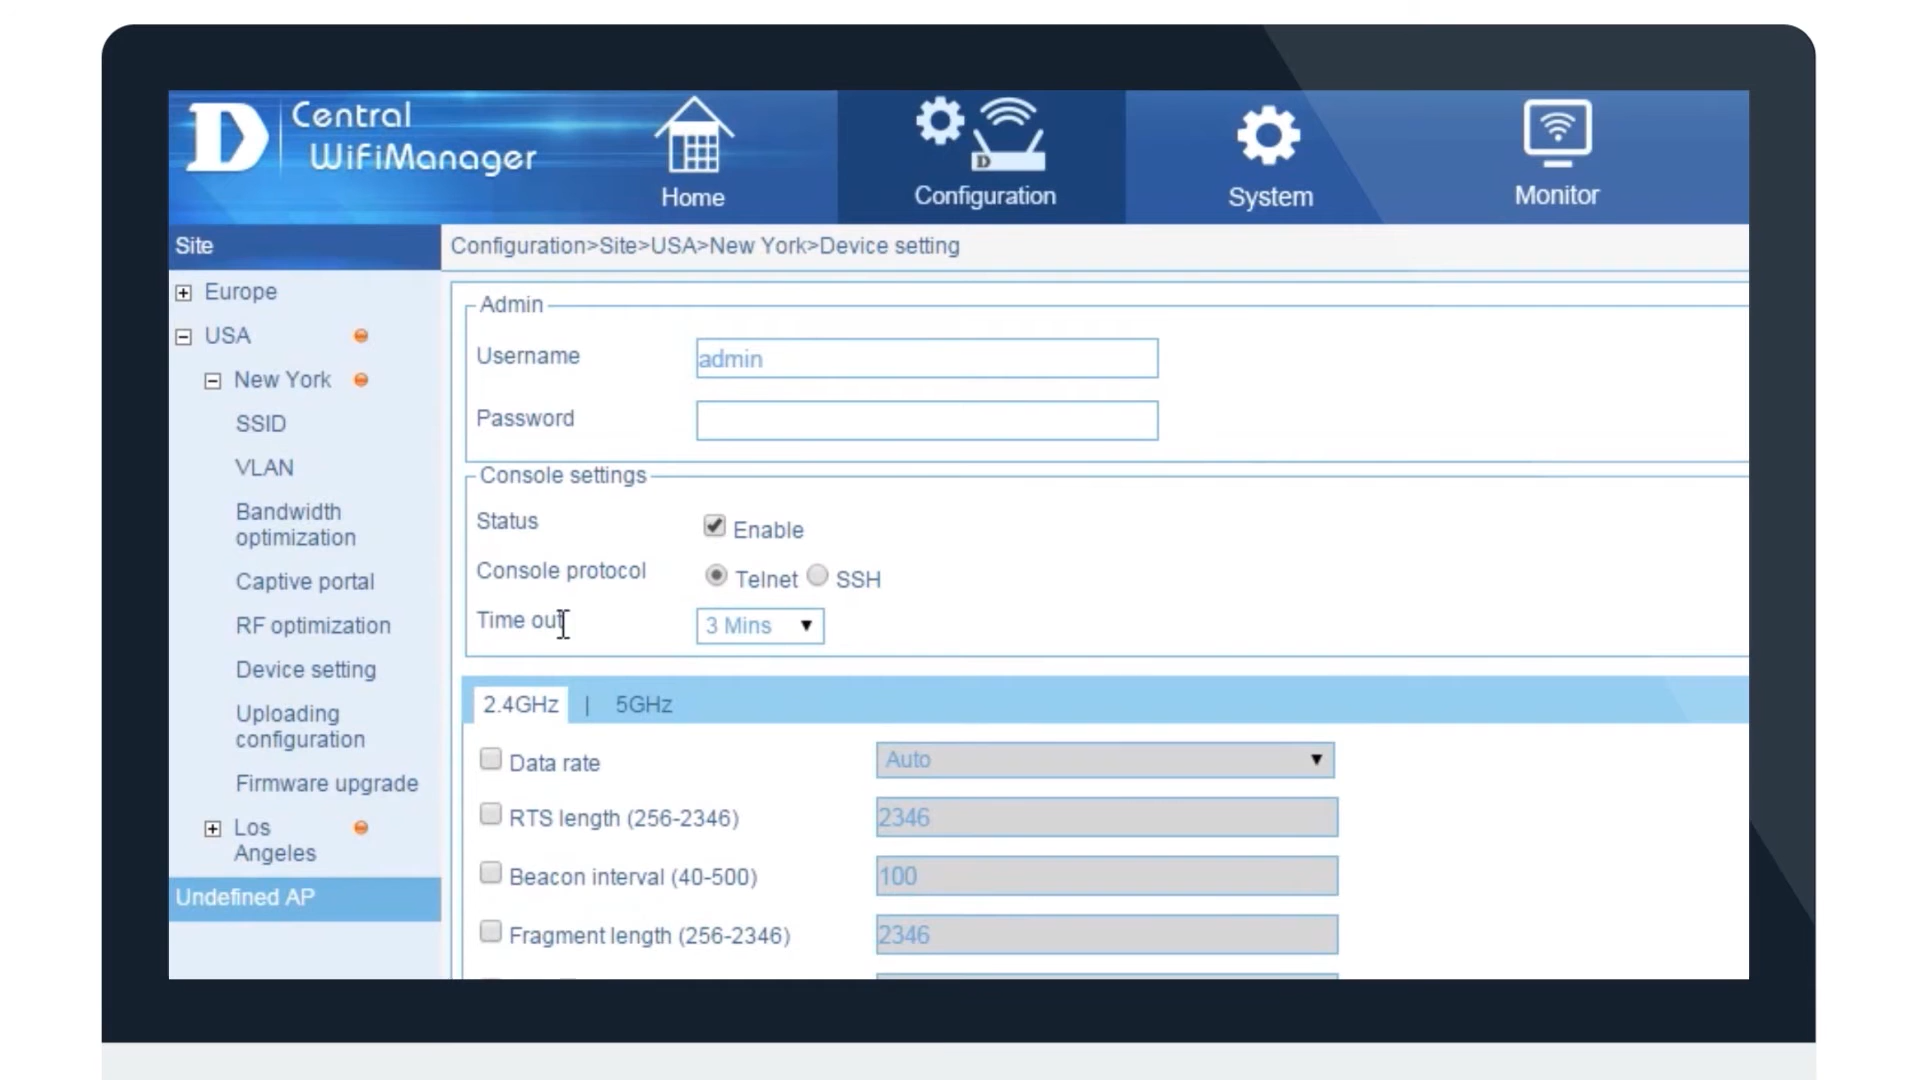 Central
WiFiManager
Home
Configuration
System
Monitor
Site
Configuration>Site>USA>New York>Device setting
Europe
USA
New York
SSID
VLAN
Bandwidth
optimization
Captive portal
RF optimization
Device setting
Uploading
configuration
Firmware upgrade
Los
Angeles
Undefined AP
Admin
Username admin
Password
Console settings
Status Enable
Console protocol Telnet SSH
Time out 3 Mins
2.4GHz | 5GHz
Data rate Auto
RTS length (256-2346) 2346
Beacon interval (40-500) 100
Fragment length (256-2346) 2346